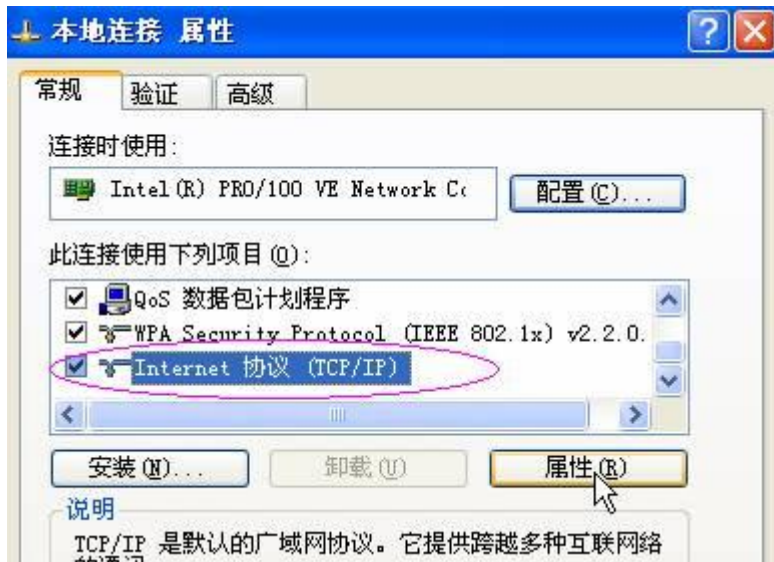 本地连接 属性
常规 验证 高级
连接时使用:
Intel(R) PRO/100 VE Network Co
配置(C)...
此连接使用下列项目(O):
QoS 数据包计划程序
WPA Security Protocol (IEEE 802.1x) v2.2.0.
Internet 协议 (TCP/IP)
安装(N)... 卸载(U) 属性(R)
说明
TCP/IP 是默认的广域网协议。它提供跨越多种互联网络
的通讯